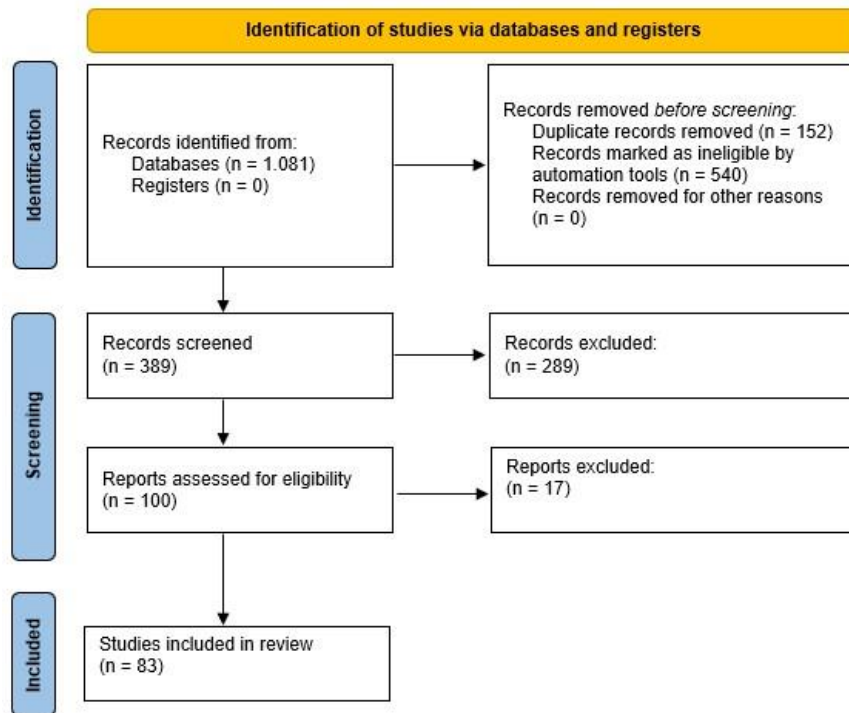 Identification of studies via databases and registers
Identification
Records identified from:
Databases (n = 1.081)
Registers (n = 0)
Records removed before screening:
Duplicate records removed (n = 152)
Records marked as ineligible by
automation tools (n = 540)
Records removed for other reasons
(n = 0)
Screening
Records screened
(n = 389)
Records excluded:
(n = 289)
Reports assessed for eligibility
(n = 100)
Reports excluded:
(n = 17)
Included
Studies included in review
(n = 83)